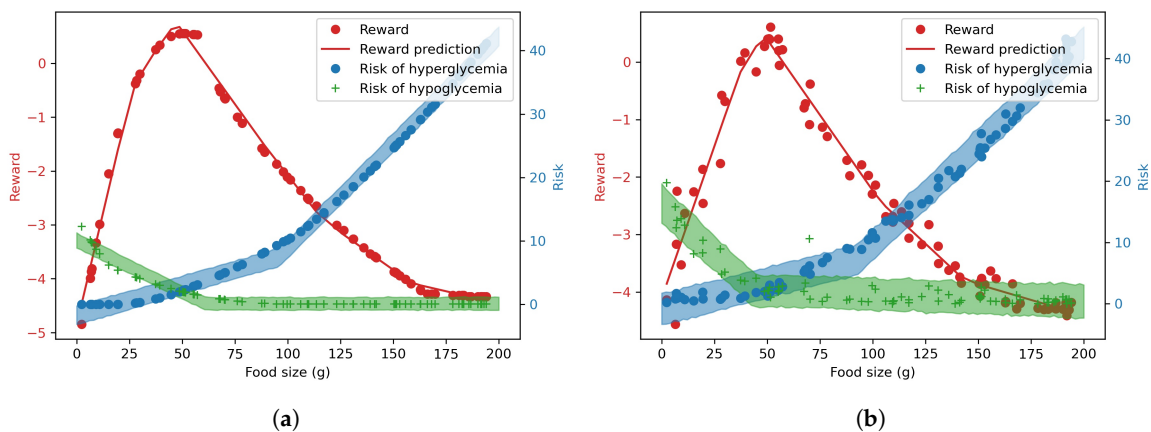 Reward
Reward prediction
Risk of hyperglycemia
Risk of hypoglycemia
0
−1
−2
−3
−4
−5
Reward
40
30
20
10
0
Risk
0 25 50 75 100 125 150 175 200
Food size (g)
(a)
Reward
Reward prediction
Risk of hyperglycemia
Risk of hypoglycemia
0
−1
−2
−3
−4
Reward
40
30
20
10
0
Risk
0 25 50 75 100 125 150 175 200
Food size (g)
(b)